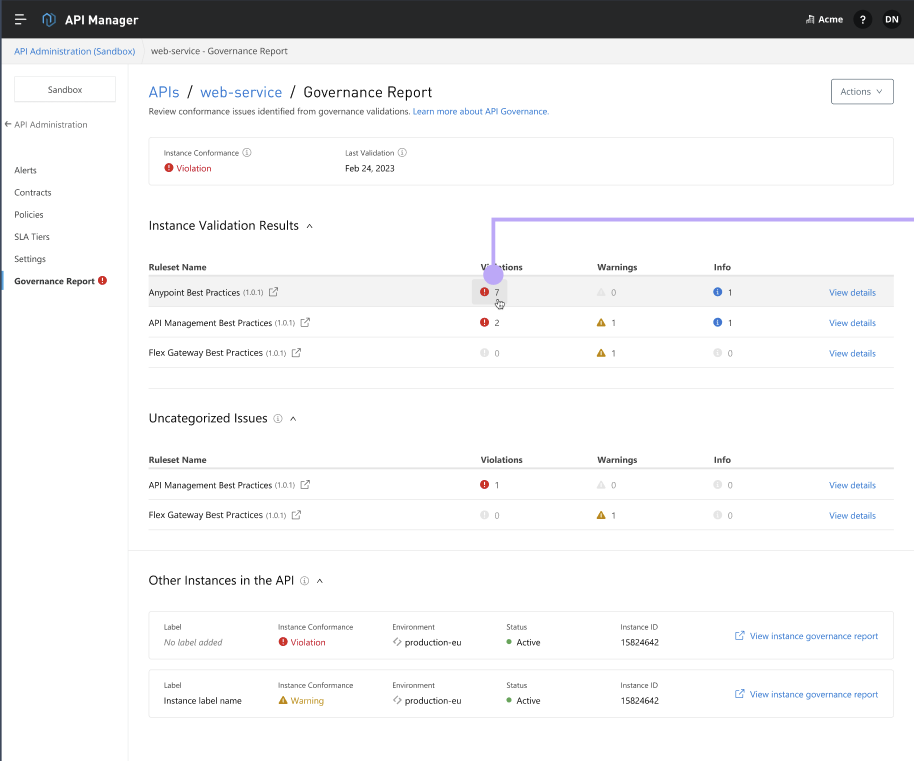 API Manager
Acme ? DN
API Administration (Sandbox) web-service - Governance Report
Sandbox
API Administration
Alerts
Contracts
Policies
SLA Tiers
Settings
Governance Report
APIs / web-service / Governance Report
Actions
Review conformance issues identified from governance validations. Learn more about API Governance.
Instance Conformance Last Validation
Violation Feb 24, 2023
Instance Validation Results
Ruleset Name Violations Warnings Info
Anypoint Best Practices (1.0.1) 7 0 1 View details
API Management Best Practices (1.0.1) 2 1 1 View details
Flex Gateway Best Practices (1.0.1) 0 1 0 View details
Uncategorized Issues
Ruleset Name Violations Warnings Info
API Management Best Practices (1.0.1) 1 0 0 View details
Flex Gateway Best Practices (1.0.1) 0 1 0 View details
Other Instances in the API
Label Instance Conformance Environment Status Instance ID
No label added Violation production-eu Active 15824642 View instance governance report
Label Instance Conformance Environment Status Instance ID
Instance label name Warning production-eu Active 15824642 View instance governance report